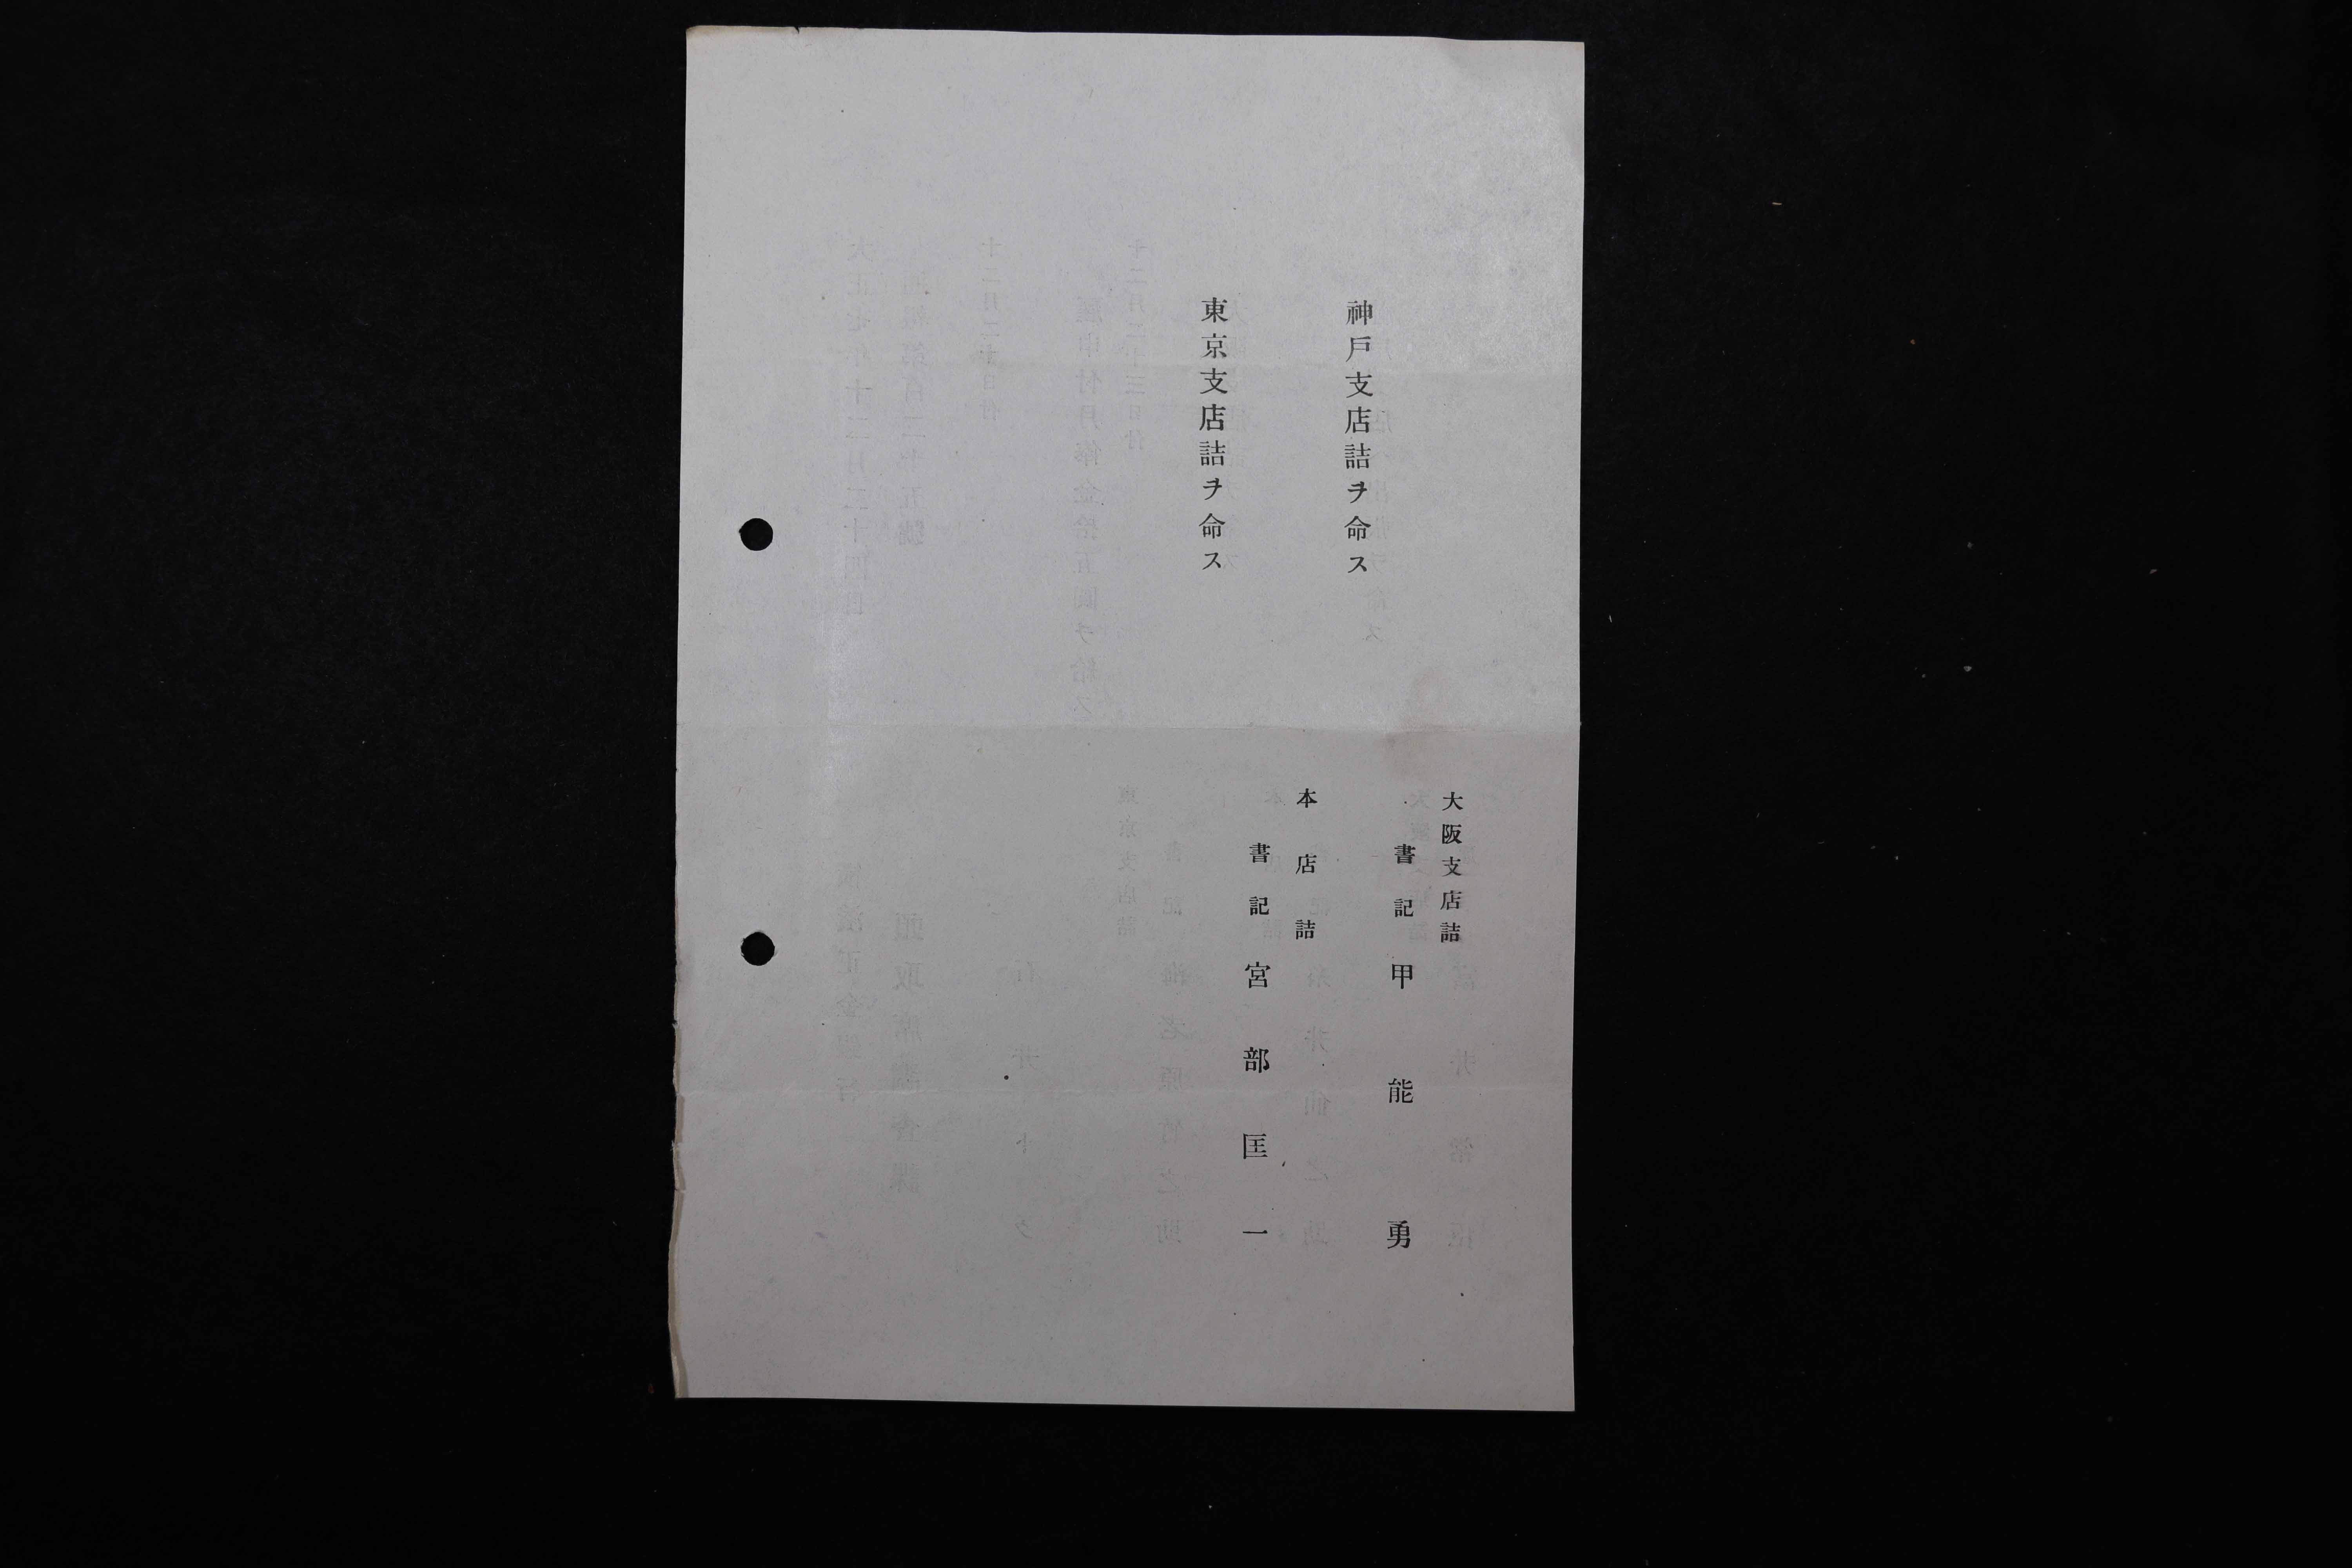 大阪支店詰
書記 甲能勇
神戶支店詰ヲ命ス
本店詰
書記 宮部匡一
東京支店詰ヲ命ス